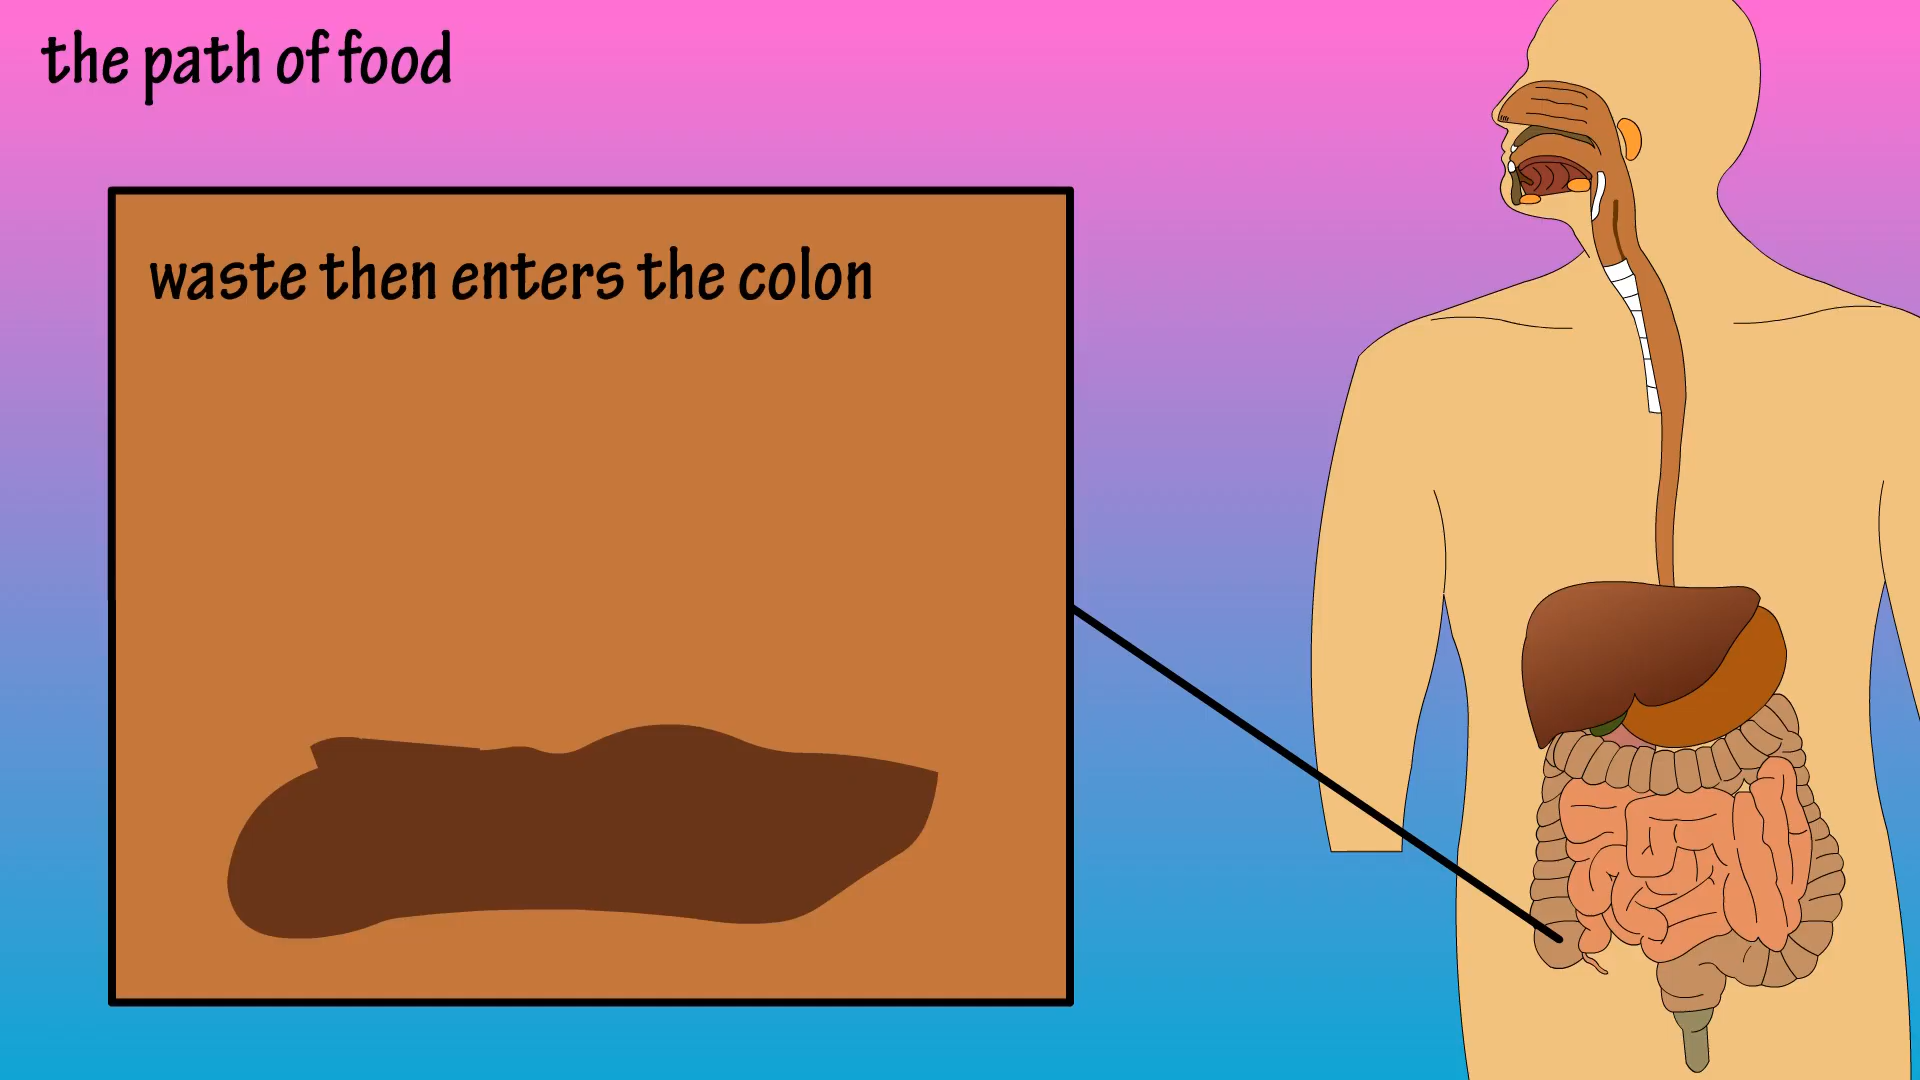 the path of food
waste then enters the colon